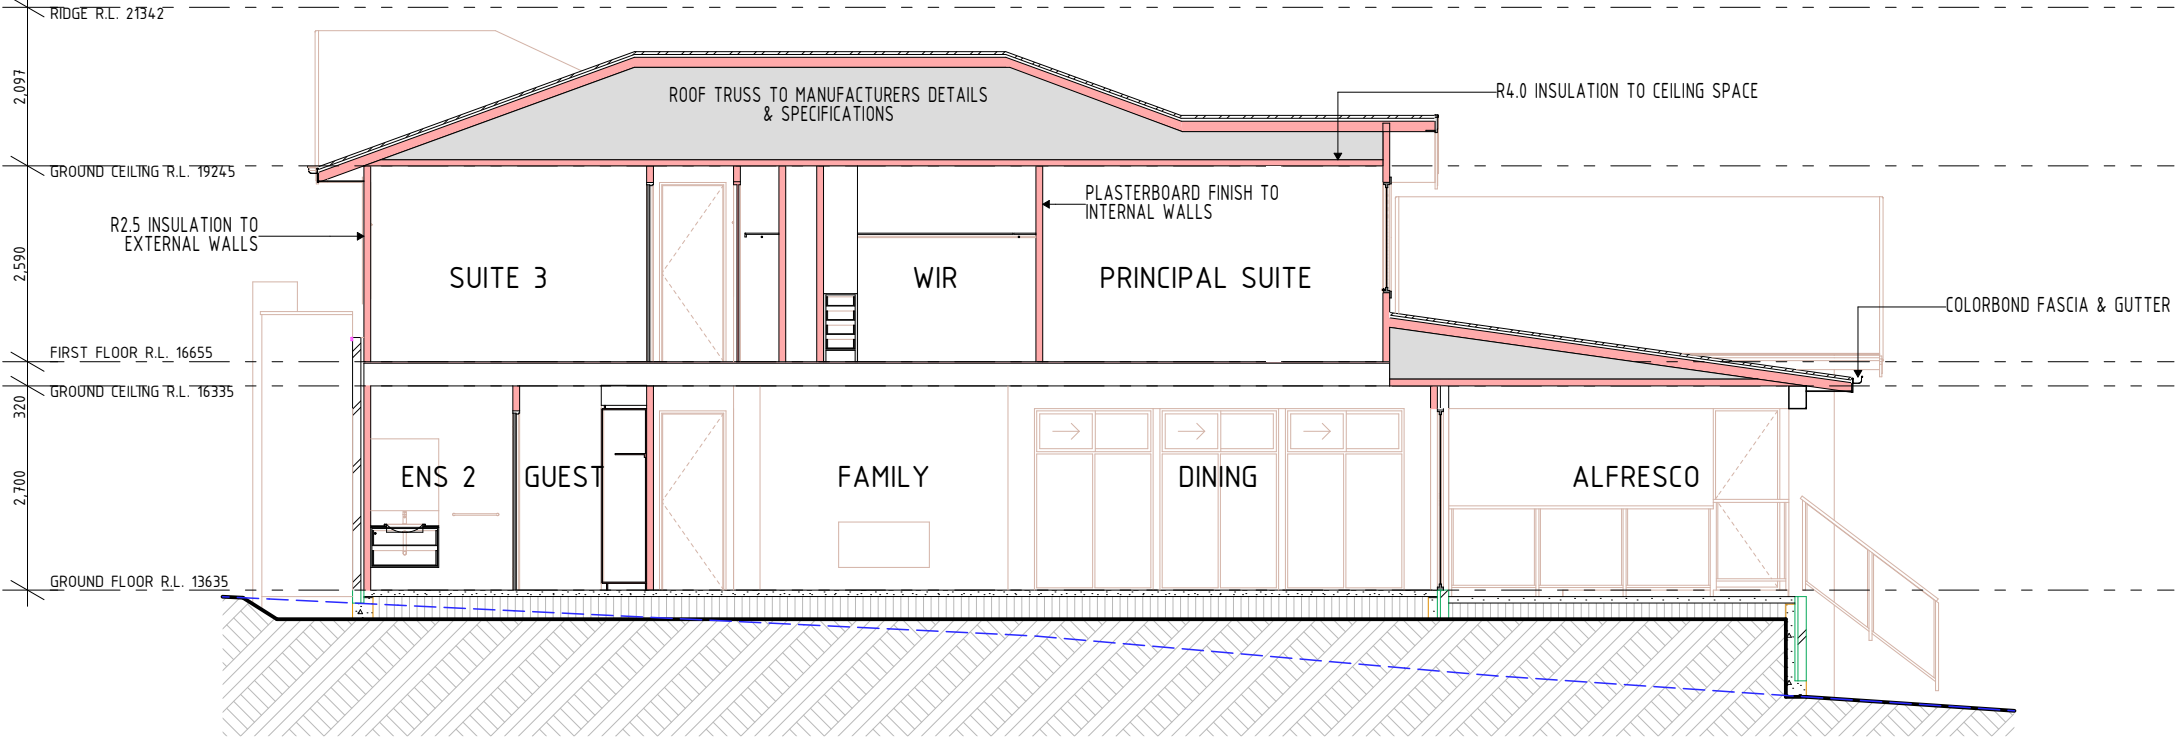 RIDGE R.L. 21342
2,097
ROOF TRUSS TO MANUFACTURERS DETAILS
& SPECIFICATIONS
R4.0 INSULATION TO CEILING SPACE
GROUND CEILING R.L. 19245
R2.5 INSULATION TO
EXTERNAL WALLS
PLASTERBOARD FINISH TO
INTERNAL WALLS
2,590
SUITE 3
WIR
PRINCIPAL SUITE
COLORBOND FASCIA & GUTTER
FIRST FLOOR R.L. 16655
GROUND CEILING R.L. 16335
320
2,700
ENS 2
GUEST
FAMILY
DINING
ALFRESCO
GROUND FLOOR R.L. 13635